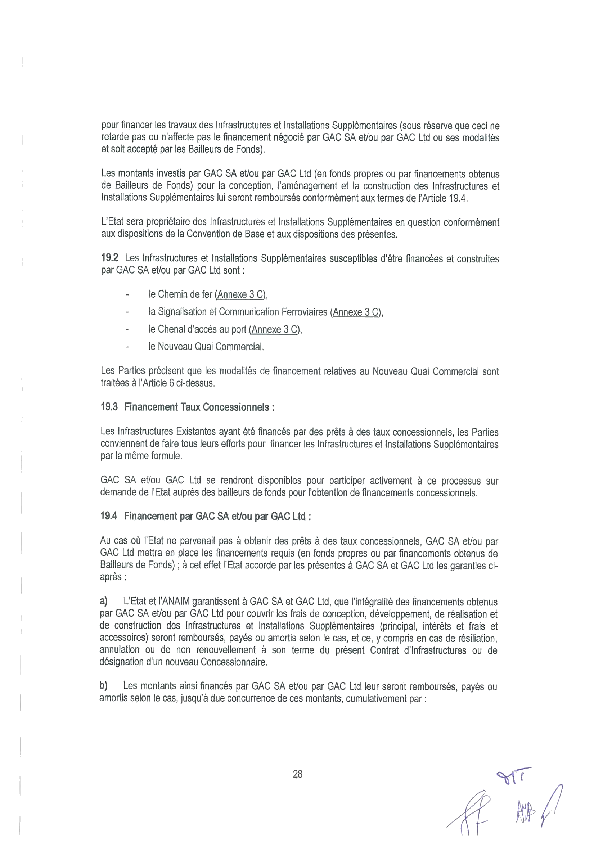 pour financer les travaux des Infrastructures et Installations Supplémentaires (sous réserve que ceci ne
retarde pas ou n'affecte pas le financement négocié par GAC SA et/ou par GAC Ltd ou ses modalités
et soit accepté par les Bailleurs de Fonds).
Les montants investis par GAC SA et/ou par GAC Ltd (en fonds propres ou par financements obtenus
de Bailleurs de Fonds) pour la conception, l'aménagement et la construction des Infrastructures et
Installations Supplémentaires lui seront remboursés conformément aux termes de l'Article 19.4.
L'Etat sera propriétaire des Infrastructures et Installations Supplémentaires en question conformément
aux dispositions de la Convention de Base et aux dispositions des présentes.
19.2 Les Infrastructures et Installations Supplémentaires susceptibles d'être financées et construites
par GAC SA et/ou par GAC Ltd sont :
- le Chemin de fer (Annexe 3 C),
- la Signalisation et Communication Ferroviaires (Annexe 3 C),
- le Chenal d'accès au port (Annexe 3 C),
- le Nouveau Quai Commercial.
Les Parties précisent que les modalités de financement relatives au Nouveau Quai Commercial sont
traitées à l'Article 6 ci-dessus.
19.3 Financement Taux Concessionnels :
Les Infrastructures Existantes ayant été financés par des prêts à des taux concessionnels, les Parties
conviennent de faire tous leurs efforts pour financer les Infrastructures et Installations Supplémentaires
par la même formule.
GAC SA et/ou GAC Ltd se rendront disponibles pour participer activement à ce processus sur
demande de l'Etat auprès des bailleurs de fonds pour l'obtention de financements concessionnels.
19.4 Financement par GAC SA et/ou par GAC Ltd :
Au cas où l'Etat ne parvenait pas à obtenir des prêts à des taux concessionnels, GAC SA et/ou par
GAC Ltd mettra en place les financements requis (en fonds propres ou par financements obtenus de
Bailleurs de Fonds) ; à cet effet l'Etat accorde par les présentes à GAC SA et GAC Ltd les garanties ci-
après :
a) L'Etat et l'ANAIM garantissent à GAC SA et GAC Ltd, que l'intégralité des financements obtenus
par GAC SA et/ou par GAC Ltd pour couvrir les frais de conception, développement, de réalisation et
de construction des Infrastructures et Installations Supplémentaires (principal, intérêts et frais et
accessoires) seront remboursés, payés ou amortis selon le cas, et ce, y compris en cas de résiliation,
annulation ou de non renouvellement à son terme du présent Contrat d'Infrastructures ou de
désignation d'un nouveau Concessionnaire.
b) Les montants ainsi financés par GAC SA et/ou par GAC Ltd leur seront remboursés, payés ou
amortis selon le cas, jusqu'à due concurrence de ces montants, cumulativement par :
28